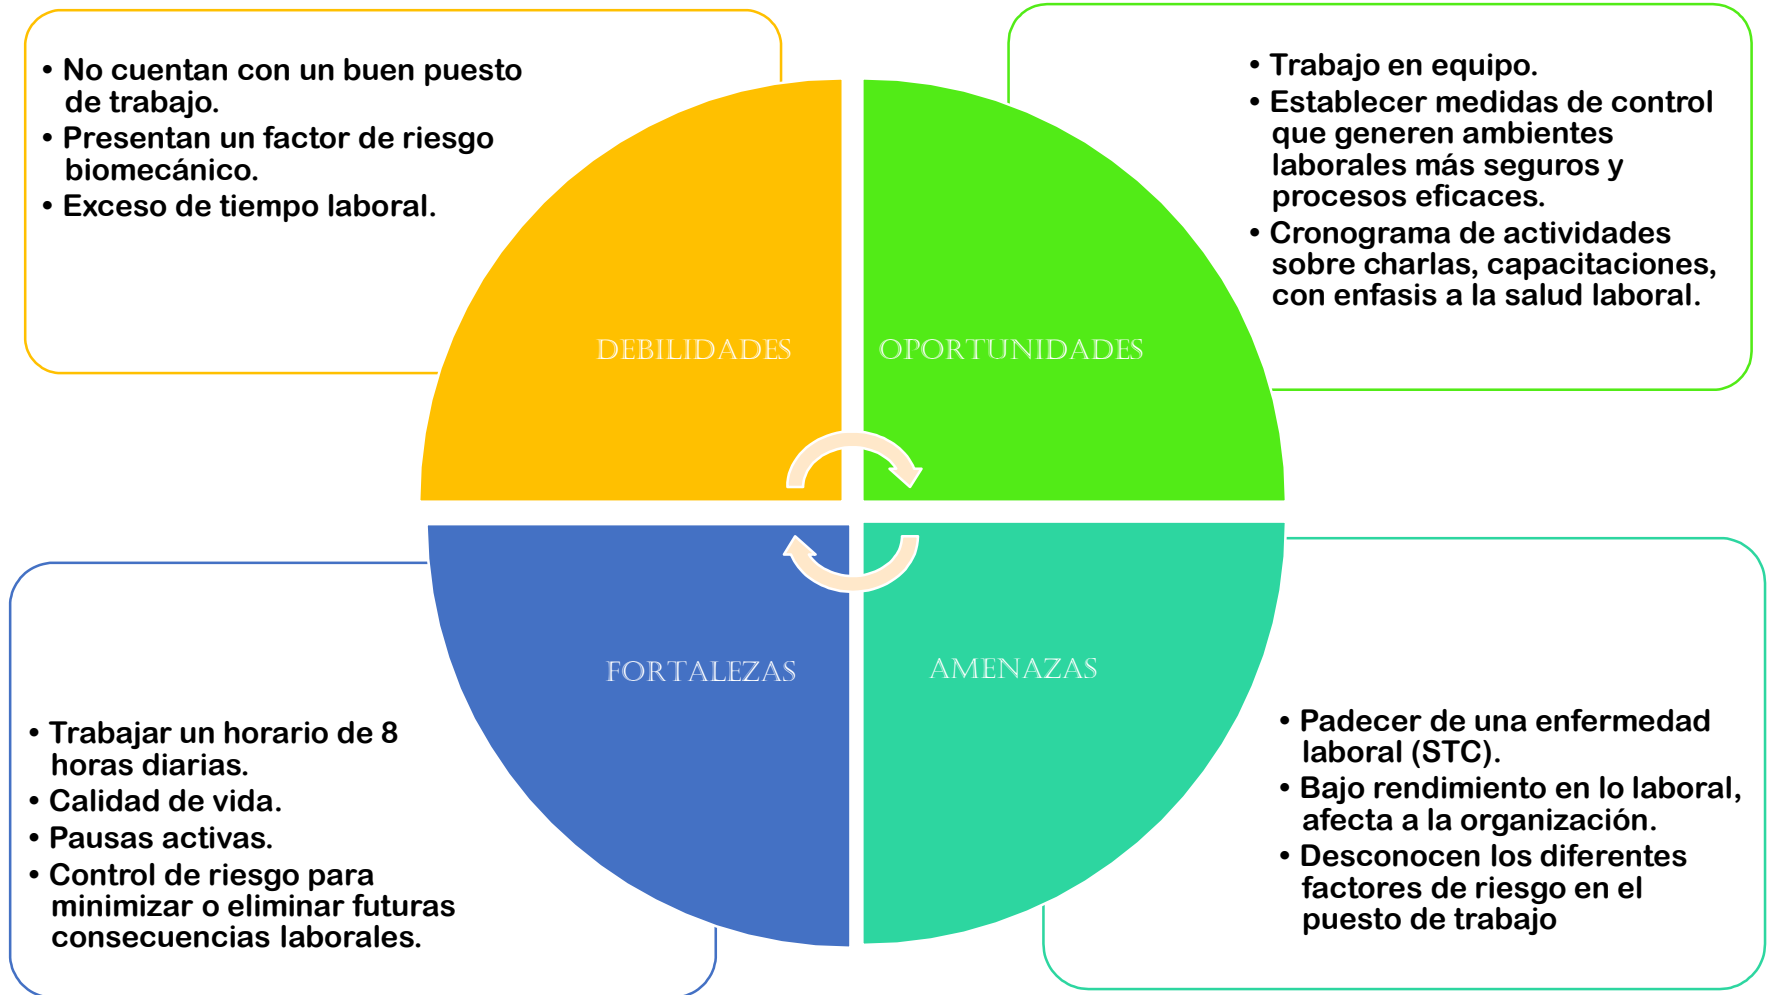 • No cuentan con un buen puesto
de trabajo.
• Presentan un factor de riesgo
biomecánico.
• Exceso de tiempo laboral.
DEBILIDADES
• Trabajo en equipo.
• Establecer medidas de control
que generen ambientes
laborales más seguros y
procesos eficaces.
• Cronograma de actividades
sobre charlas, capacitaciones,
con enfasis a la salud laboral.
OPORTUNIDADES
FORTALEZAS
• Trabajar un horario de 8
horas diarias.
• Calidad de vida.
• Pausas activas.
• Control de riesgo para
minimizar o eliminar futuras
consecuencias laborales.
AMENAZAS
• Padecer de una enfermedad
laboral (STC).
• Bajo rendimiento en lo laboral,
afecta a la organización.
• Desconocen los diferentes
factores de riesgo en el
puesto de trabajo